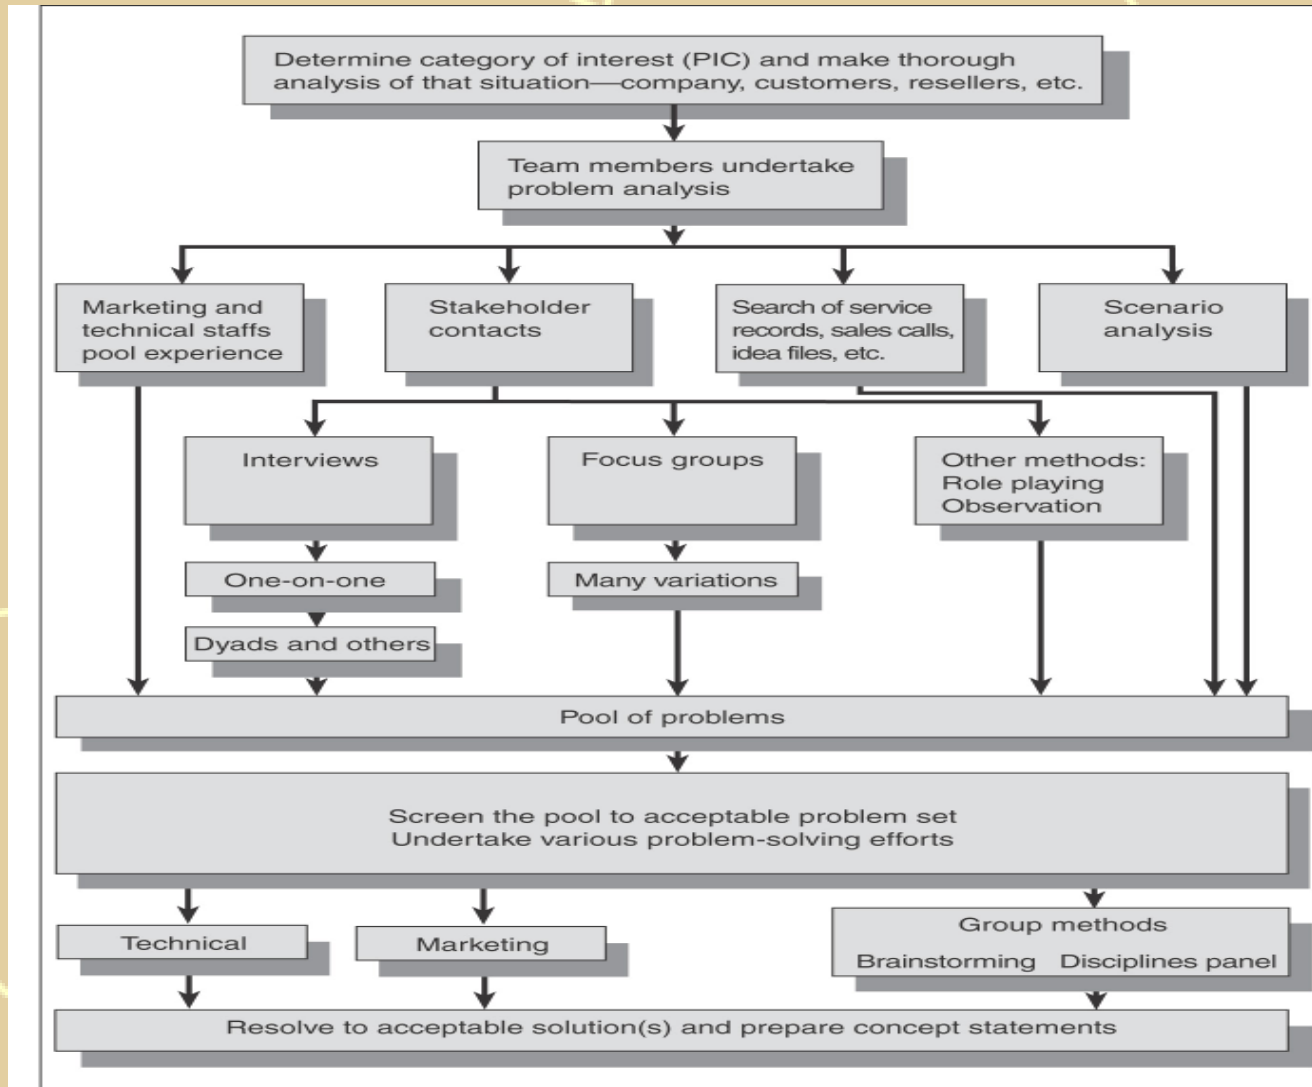 Determine category of interest (PIC) and make thorough
analysis of that situation—company, customers, resellers, etc.
Team members undertake
problem analysis
Marketing and
technical staffs
pool experience
Stakeholder
contacts
Search of service
records, sales calls,
idea files, etc.
Scenario
analysis
Interviews
Focus groups
Other methods:
Role playing
Observation
One-on-one
Many variations
Dyads and others
Pool of problems
Screen the pool to acceptable problem set
Undertake various problem-solving efforts
Technical
Marketing
Group methods
Brainstorming Disciplines panel
Resolve to acceptable solution(s) and prepare concept statements